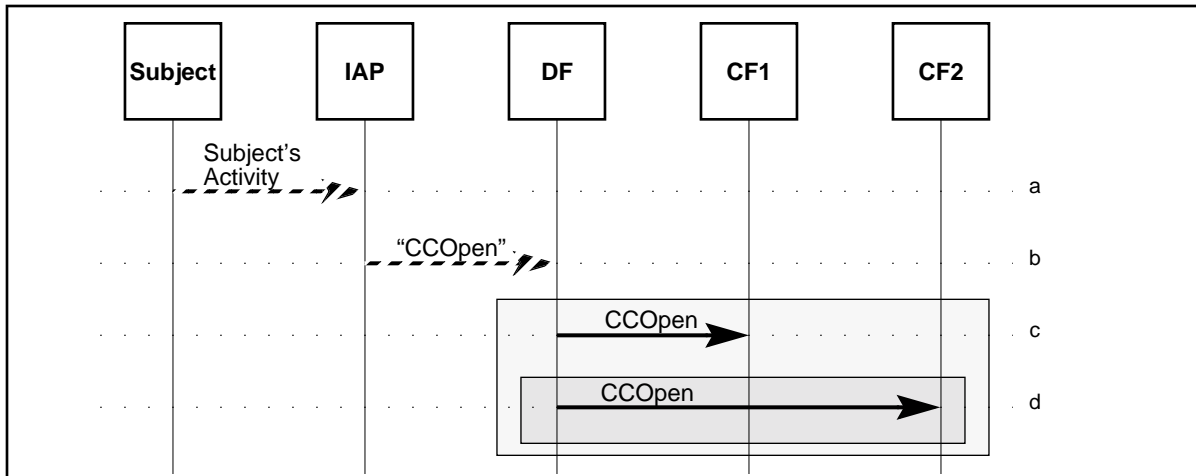 Subject
IAP
DF
CF1
CF2
Subject's
Activity
a
“CCOpen”
b
CCOpen
c
CCOpen
d